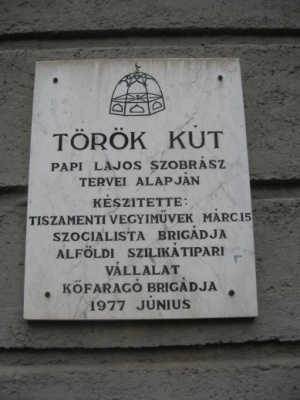 TÖRÖK KÚT
PAPI LAJOS SZOBRÁSZ
TERVEI ALAPJÁN
KÉSZITETTE:
TISZAMENTI VEGYIMŰVEK MÁRC.15
SZOCIALISTA BRIGÁDJA
ALFÖLDI SZILIKÁTIPARI
VÁLLALAT
KŐFARAGÓ BRIGÁDJA
1977 JÚNIUS